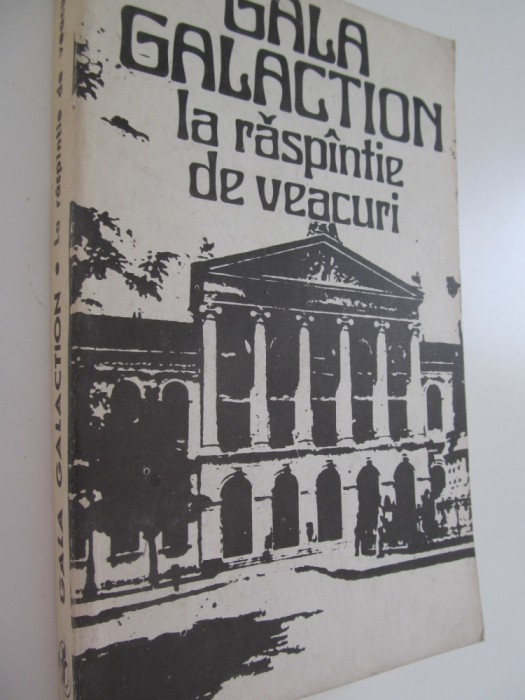 GALA
GALACTION
la răspîntie
de veacuri
GALA GALACTION • La răspîntie de veacuri